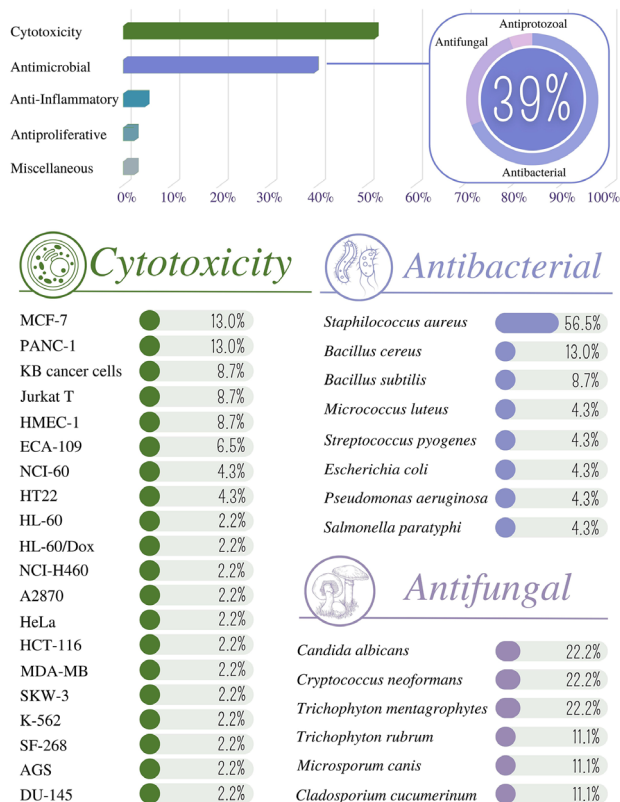 Cytotoxicity
Antimicrobial
Anti-Inflammatory
Antiproliferative
Miscellaneous
0% 10% 20% 30% 40% 50% 60% 70% 80% 90% 100%
Antiprotozoal
Antifungal
39%
Antibacterial
Cytotoxicity
MCF-7 13.0%
PANC-1 13.0%
KB cancer cells 8.7%
Jurkat T 8.7%
HMEC-1 8.7%
ECA-109 6.5%
NCI-60 4.3%
HT22 4.3%
HL-60 2.2%
HL-60/Dox 2.2%
NCI-H460 2.2%
A2870 2.2%
HeLa 2.2%
HCT-116 2.2%
MDA-MB 2.2%
SKW-3 2.2%
K-562 2.2%
SF-268 2.2%
AGS 2.2%
DU-145 2.2%
Antibacterial
Staphilococcus aureus 56.5%
Bacillus cereus 13.0%
Bacillus subtilis 8.7%
Micrococcus luteus 4.3%
Streptococcus pyogenes 4.3%
Escherichia coli 4.3%
Pseudomonas aeruginosa 4.3%
Salmonella paratyphi 4.3%
Antifungal
Candida albicans 22.2%
Cryptococcus neoformans 22.2%
Trichophyton mentagrophytes 22.2%
Trichophyton rubrum 11.1%
Microsporum canis 11.1%
Cladosporium cucumerinum 11.1%